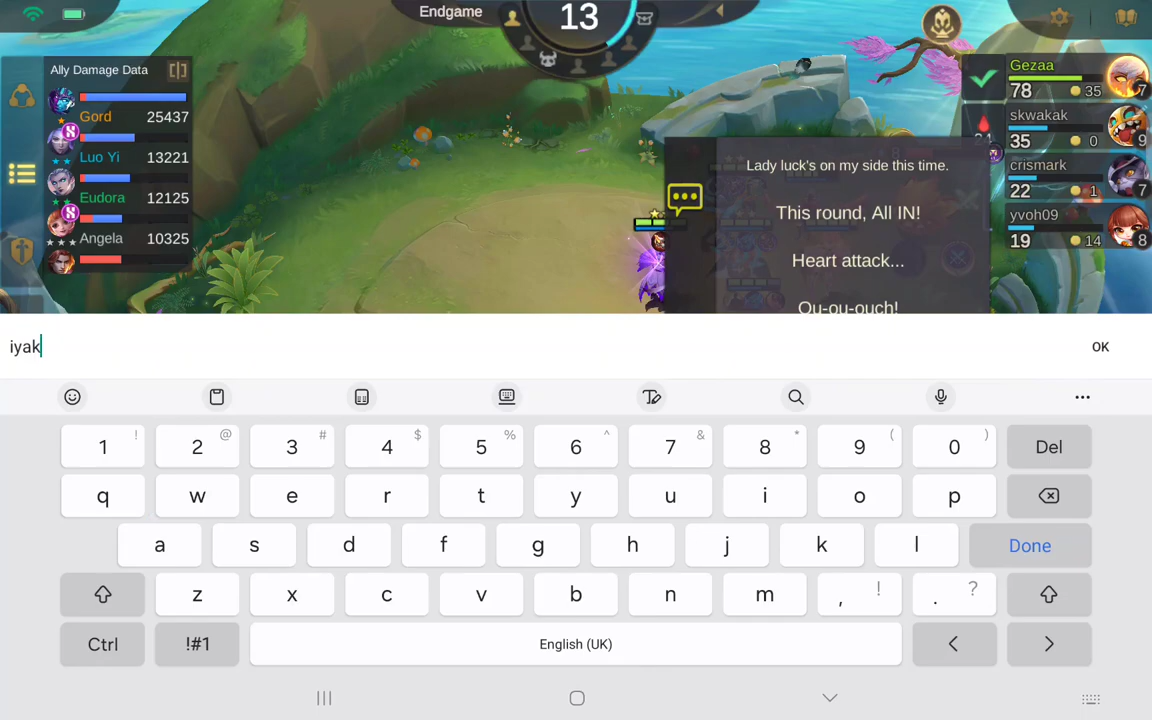 Endgame
13
Ally Damage Data
Gord 25437
Luo Yi 13221
Eudora 12125
Angela 10325
Gezaa
78 35 7
skwakak
35 0 9
crismark
22 1 7
yvoh09
19 14 8
Lady luck's on my side this time.
This round, All IN!
Heart attack...
Ou-ou-ouch!
iyak
OK
1 ! 2 @ 3 # 4 $ 5 % 6 ^ 7 & 8 * 9 ( 0 ) Del
q w e r t y u i o p
a s d f g h j k l Done
z x c v b n m , ! . ?
Ctrl !#1 English (UK) < >